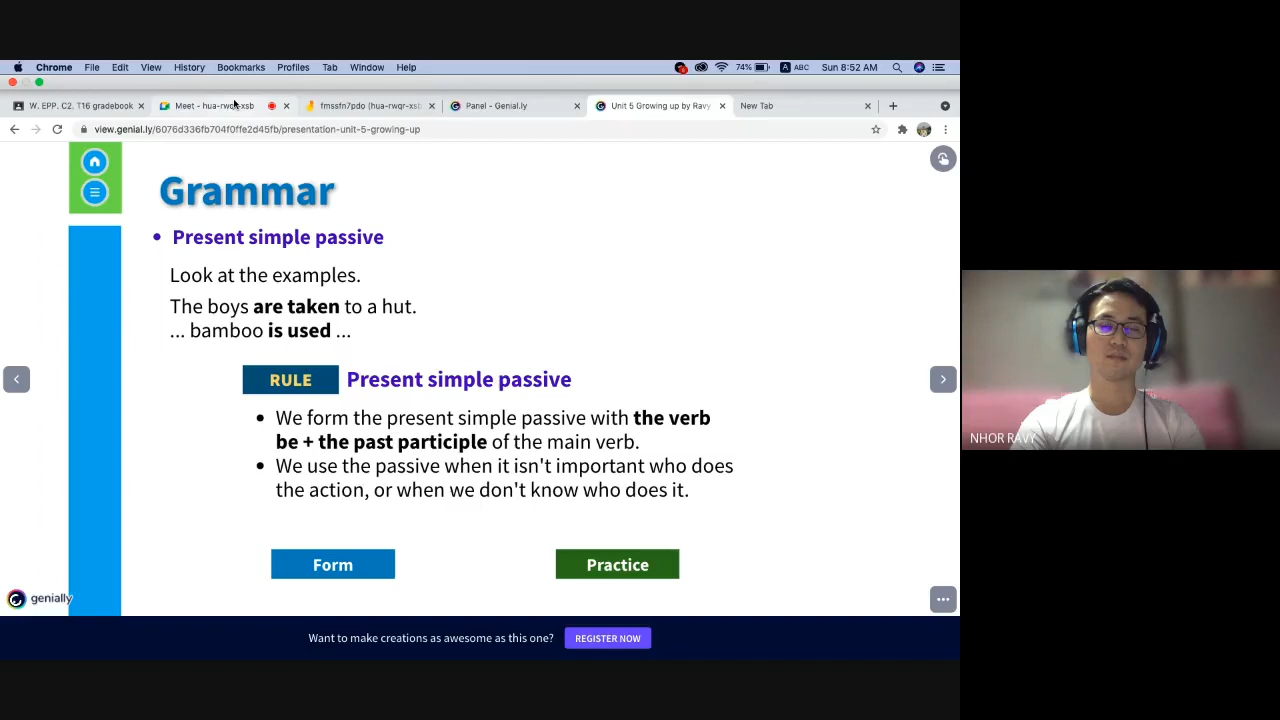 Chrome File Edit View History Bookmarks Profiles Tab Window Help 74% A ABC Sun 8:52 AM
W. EPP. C2. T16 gradebook Meet - hua-rwqr-xsb fmssfn7pdo (hua-rwqr-xsb Panel - Genial.ly Unit 5 Growing up by Ravy New Tab
view.genial.ly/6076d336fb704f0ffe2d45fb/presentation-unit-5-growing-up
Grammar
• Present simple passive
Look at the examples.
The boys are taken to a hut.
... bamboo is used ...
RULE Present simple passive
• We form the present simple passive with the verb
be + the past participle of the main verb.
• We use the passive when it isn't important who does
the action, or when we don't know who does it.
Form Practice
genially
Want to make creations as awesome as this one? REGISTER NOW
NHOR RAVY